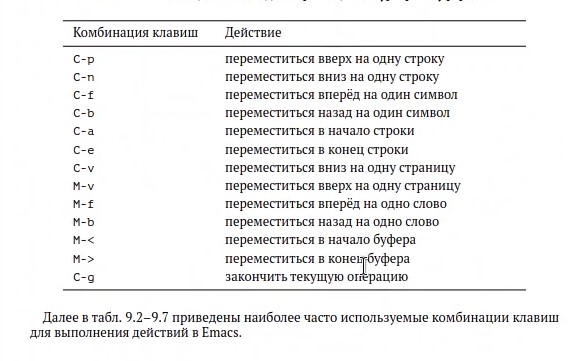 Комбинация клавиш Действие
C-p переместиться вверх на одну строку
C-n переместиться вниз на одну строку
C-f переместиться вперёд на один символ
C-b переместиться назад на один символ
C-a переместиться в начало строки
C-e переместиться в конец строки
C-v переместиться вниз на одну страницу
M-v переместиться вверх на одну страницу
M-f переместиться вперёд на одно слово
M-b переместиться назад на одно слово
M-< переместиться в начало буфера
M-> переместиться в конец буфера
C-g закончить текущую операцию
Далее в табл. 9.2–9.7 приведены наиболее часто используемые комбинации клавиш
для выполнения действий в Emacs.